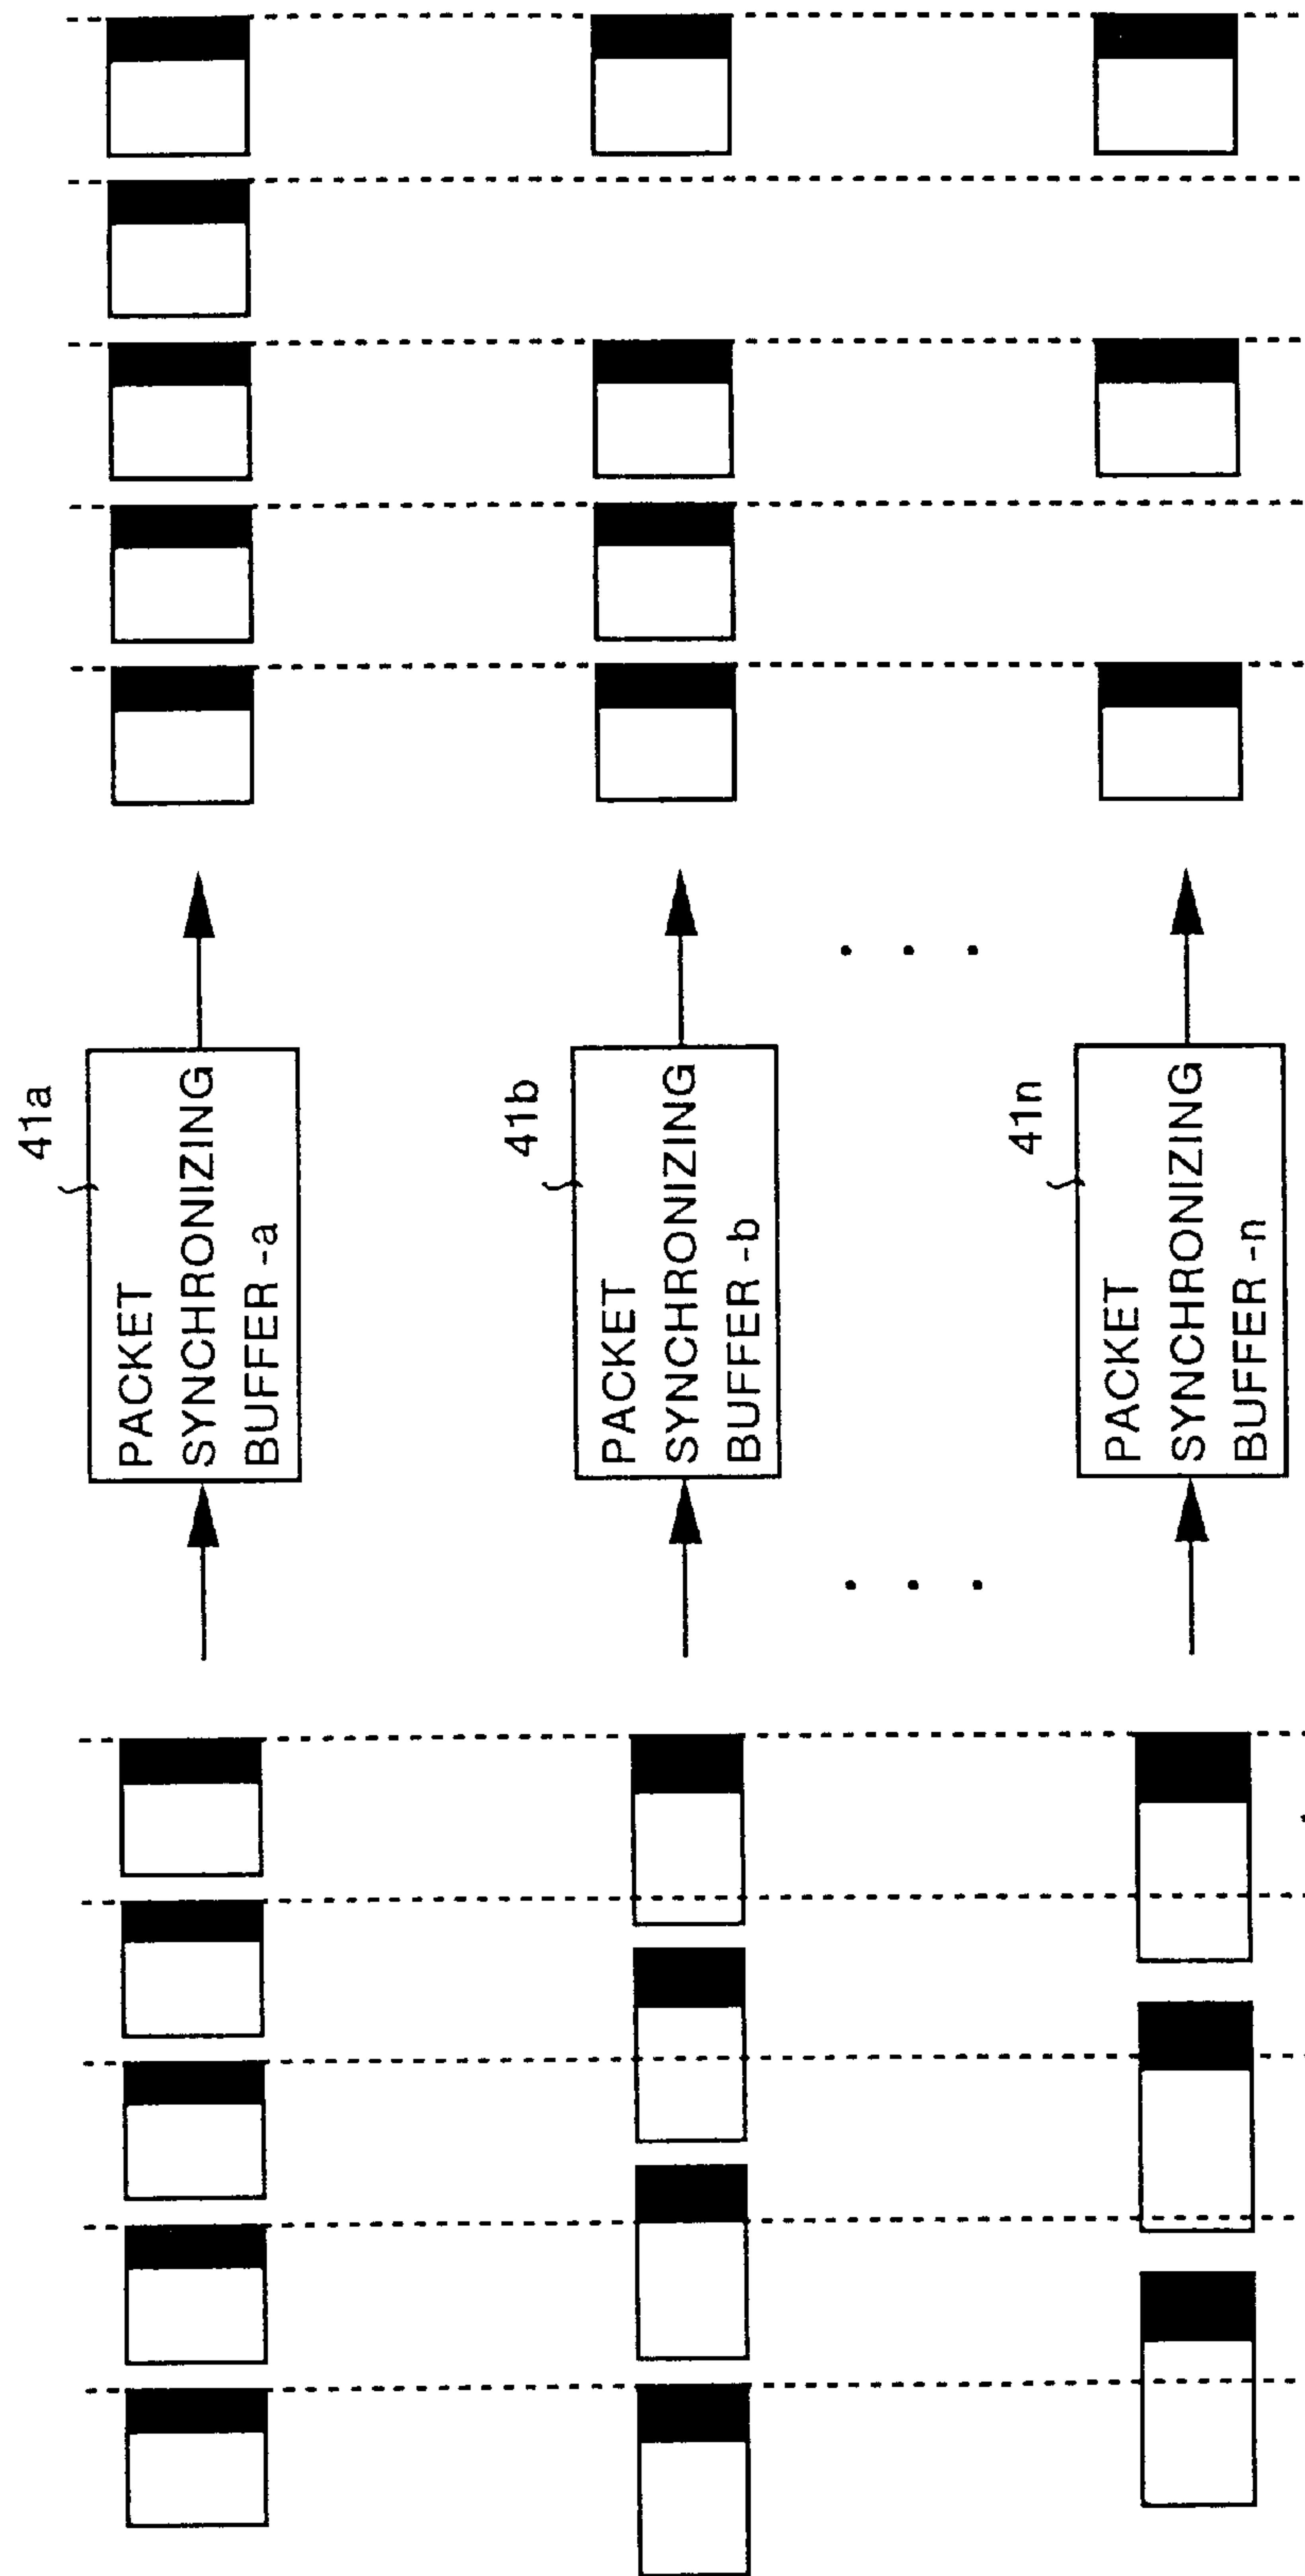 41a
PACKET
SYNCHRONIZING
BUFFER -a
41b
PACKET
SYNCHRONIZING
BUFFER -b
41n
PACKET
SYNCHRONIZING
BUFFER -n